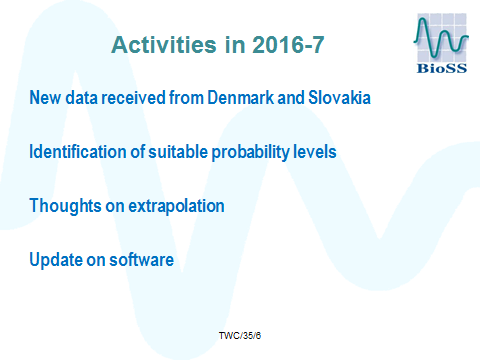 Activities in 2016-7
BioSS
New data received from Denmark and Slovakia
Identification of suitable probability levels
Thoughts on extrapolation
Update on software
TWC/35/6